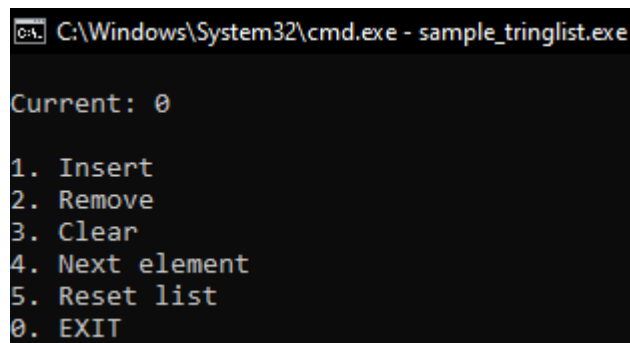 C:\Windows\System32\cmd.exe - sample_tringlist.exe
Current: 0
1. Insert
2. Remove
3. Clear
4. Next element
5. Reset list
0. EXIT